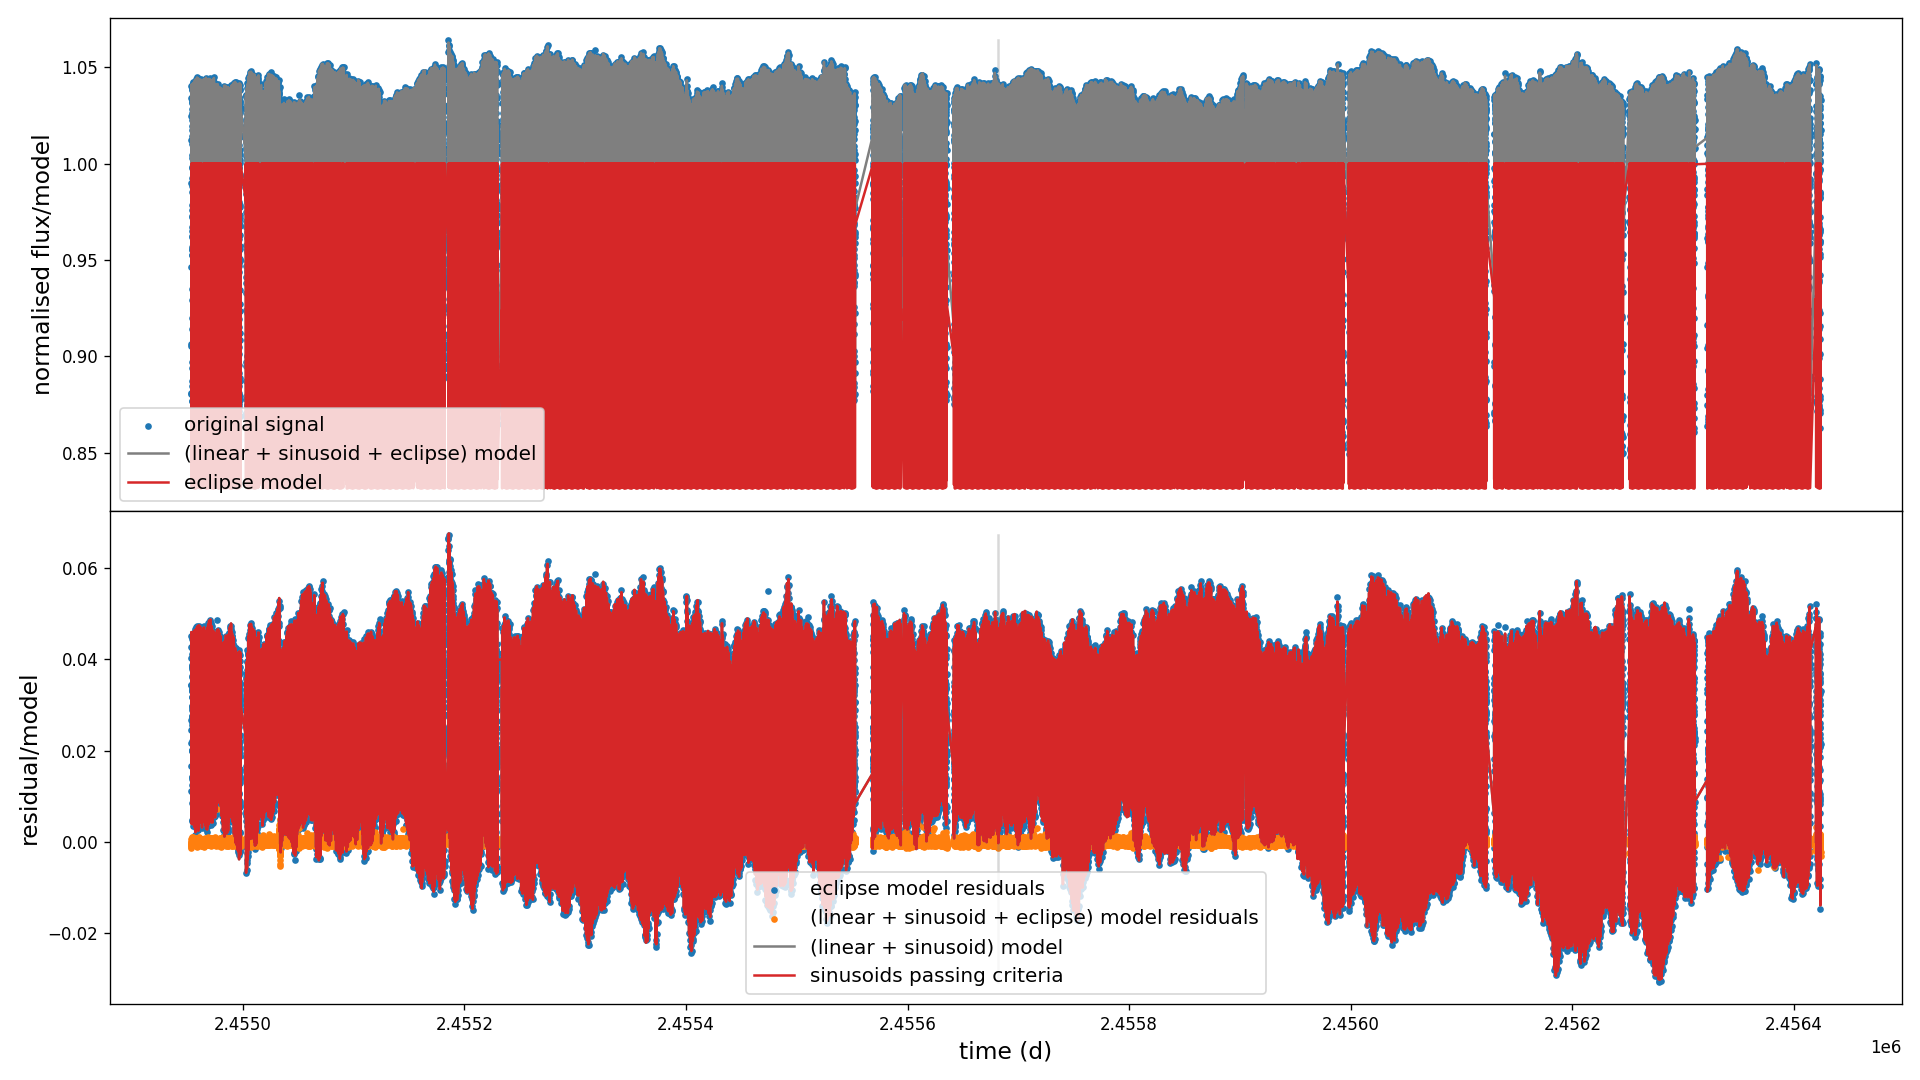 1.05
1.00
0.95
0.90
0.85
normalised flux/model
original signal
(linear + sinusoid + eclipse) model
eclipse model
0.06
0.04
0.02
0.00
−0.02
residual/model
eclipse model residuals
(linear + sinusoid + eclipse) model residuals
(linear + sinusoid) model
sinusoids passing criteria
2.4550 2.4552 2.4554 2.4556 2.4558 2.4560 2.4562 2.4564
1e6
time (d)